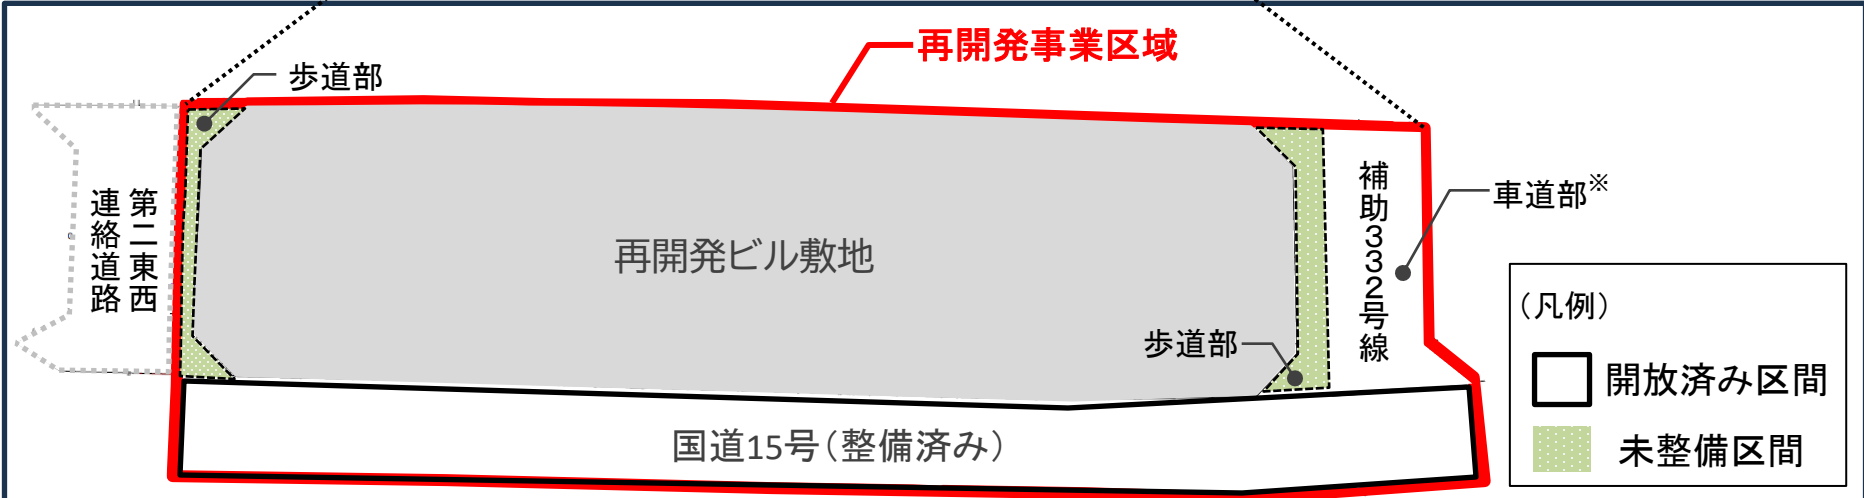 再開発事業区域
歩道部
第二東西
連絡道路
再開発ビル敷地
補助332号線
車道部※
歩道部
国道15号(整備済み)
(凡例)
開放済み区間
未整備区間